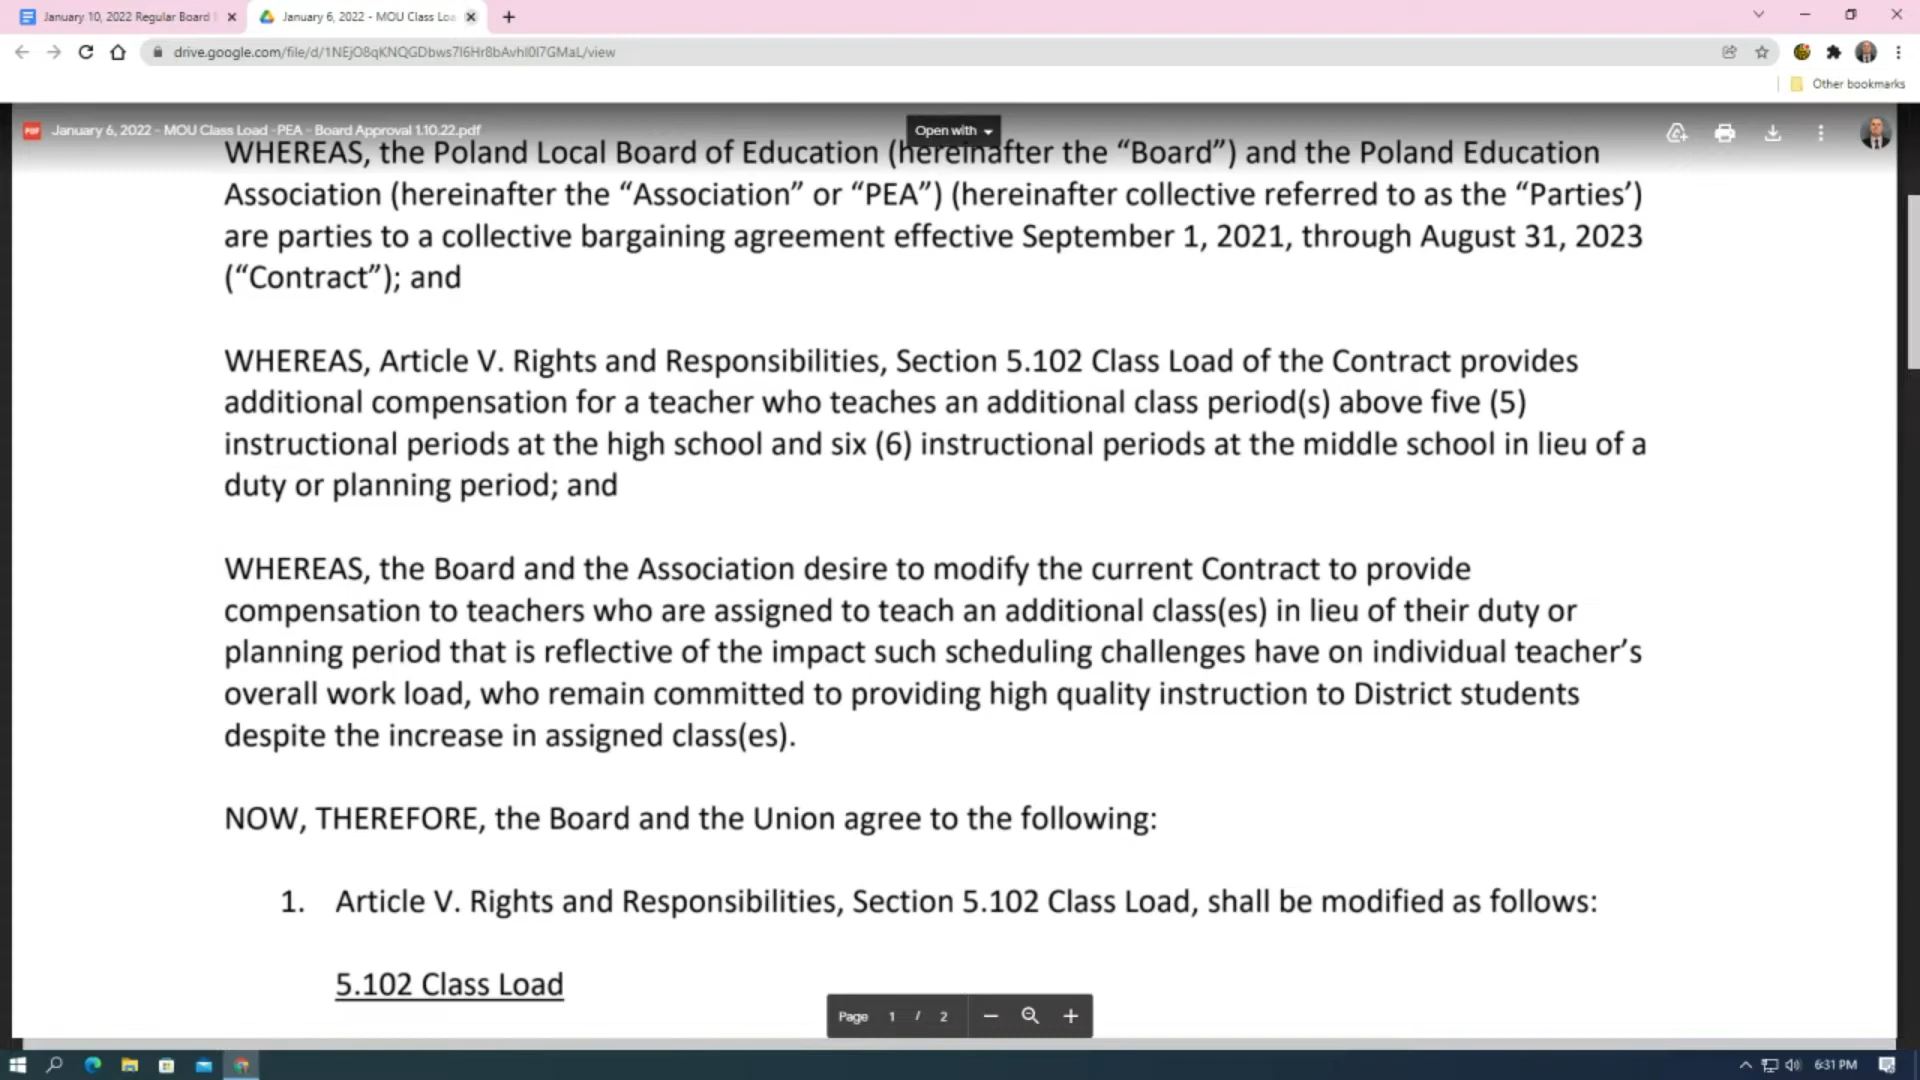 January 10, 2022 Regular Board
January 6, 2022 - MOU Class Loa
drive.google.com/file/d/1NEjO8qKNQGDbws7l6Hr8bAvhI0I7GMaL/view
Other bookmarks
January 6, 2022 - MOU Class Load -PEA - Board Approval 1.10.22.pdf
Open with
WHEREAS, the Poland Local Board of Education (hereinafter the “Board”) and the Poland Education
Association (hereinafter the “Association” or “PEA”) (hereinafter collective referred to as the “Parties’)
are parties to a collective bargaining agreement effective September 1, 2021, through August 31, 2023
(“Contract”); and
WHEREAS, Article V. Rights and Responsibilities, Section 5.102 Class Load of the Contract provides
additional compensation for a teacher who teaches an additional class period(s) above five (5)
instructional periods at the high school and six (6) instructional periods at the middle school in lieu of a
duty or planning period; and
WHEREAS, the Board and the Association desire to modify the current Contract to provide
compensation to teachers who are assigned to teach an additional class(es) in lieu of their duty or
planning period that is reflective of the impact such scheduling challenges have on individual teacher’s
overall work load, who remain committed to providing high quality instruction to District students
despite the increase in assigned class(es).
NOW, THEREFORE, the Board and the Union agree to the following:
1. Article V. Rights and Responsibilities, Section 5.102 Class Load, shall be modified as follows:
5.102 Class Load
Page 1 / 2
6:31 PM